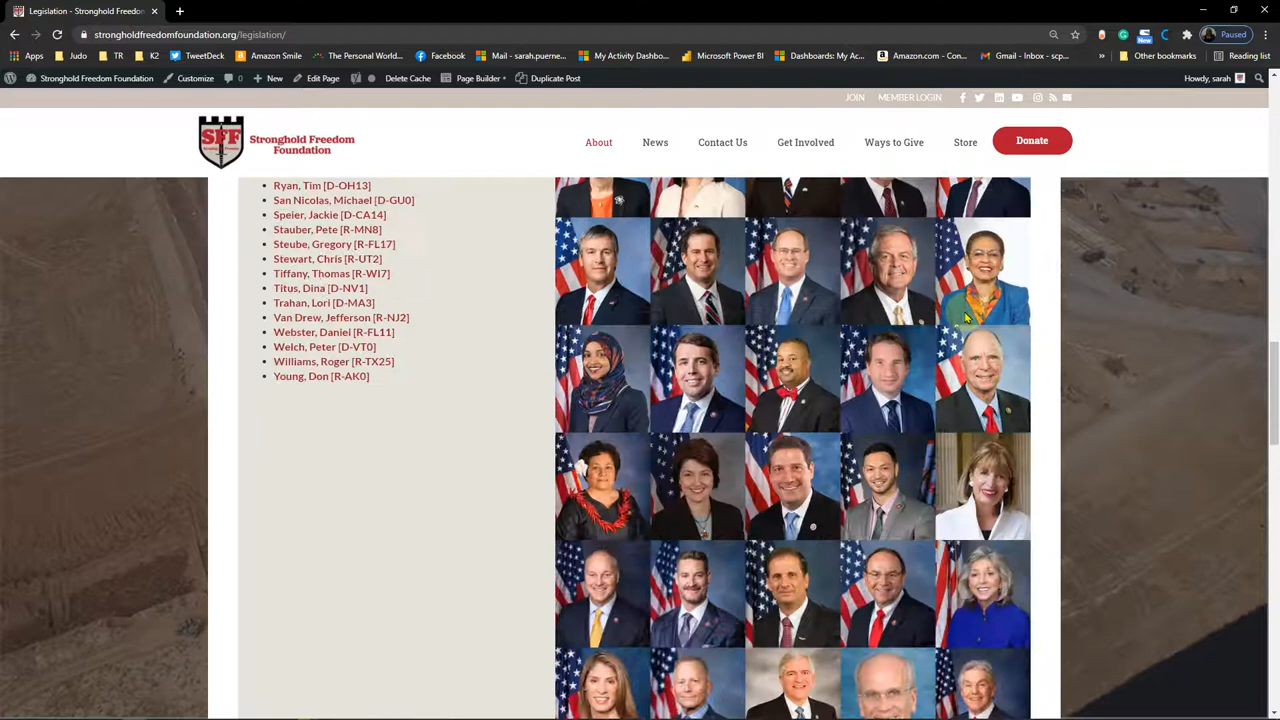 Legislation - Stronghold Freedom
strongholdfreedomfoundation.org/legislation/
Paused
Apps
Judo
TR
K2
TweetDeck
Amazon Smile
The Personal World...
Facebook
Mail - sarah.puerne...
My Activity Dashbo...
Microsoft Power BI
Dashboards: My Ac...
Amazon.com - Con...
Gmail - Inbox - scp...
New
Other bookmarks
Reading list
Stronghold Freedom Foundation
Customize
0
New
Edit Page
Delete Cache
Page Builder
Duplicate Post
Howdy, sarah
JOIN
MEMBER LOGIN
SFF
Stronghold Freedom
Foundation
About
News
Contact Us
Get Involved
Ways to Give
Store
Donate
Ryan, Tim [D-OH13]
San Nicolas, Michael [D-GU0]
Speier, Jackie [D-CA14]
Stauber, Pete [R-MN8]
Steube, Gregory [R-FL17]
Stewart, Chris [R-UT2]
Tiffany, Thomas [R-WI7]
Titus, Dina [D-NV1]
Trahan, Lori [D-MA3]
Van Drew, Jefferson [R-NJ2]
Webster, Daniel [R-FL11]
Welch, Peter [D-VT0]
Williams, Roger [R-TX25]
Young, Don [R-AK0]